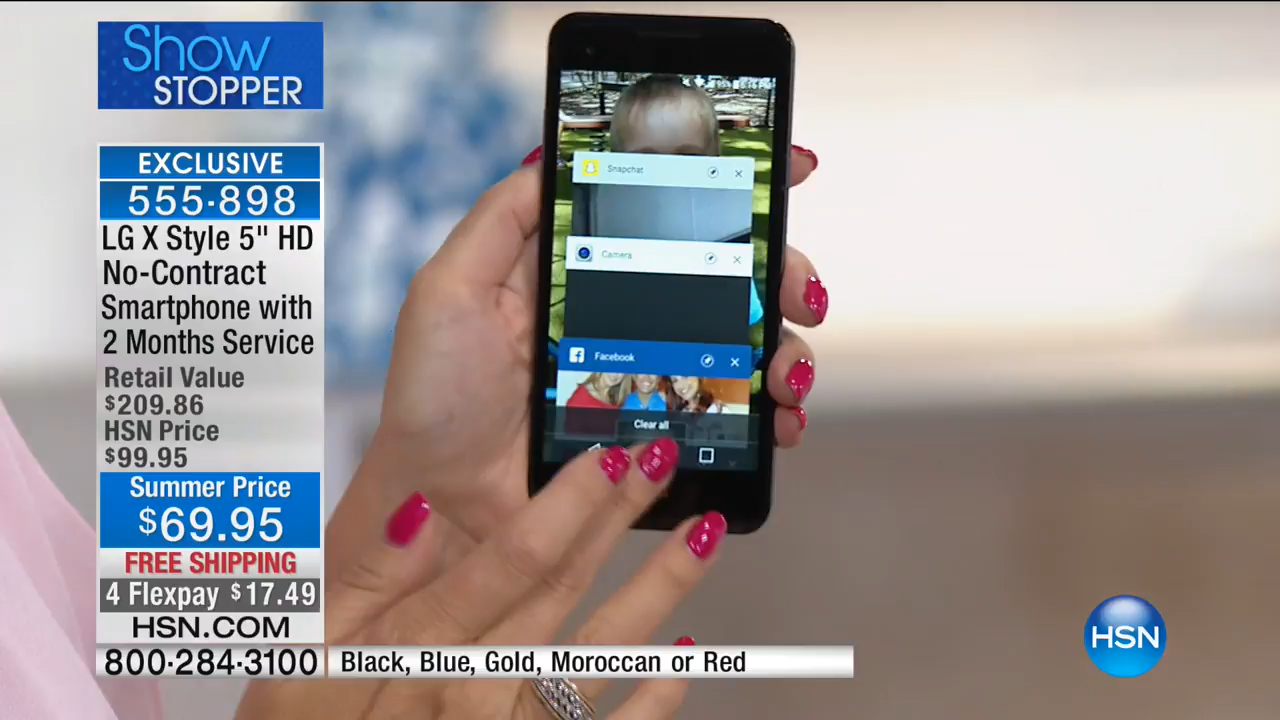 Show
STOPPER
EXCLUSIVE
555-898
LG X Style 5" HD
No-Contract
Smartphone with
2 Months Service
Retail Value
$209.86
HSN Price
$99.95
Summer Price
$69.95
FREE SHIPPING
4 Flexpay $17.49
HSN.COM
800-284-3100
Black, Blue, Gold, Moroccan or Red
Snapchat
Camera
Facebook
Clear all
HSN